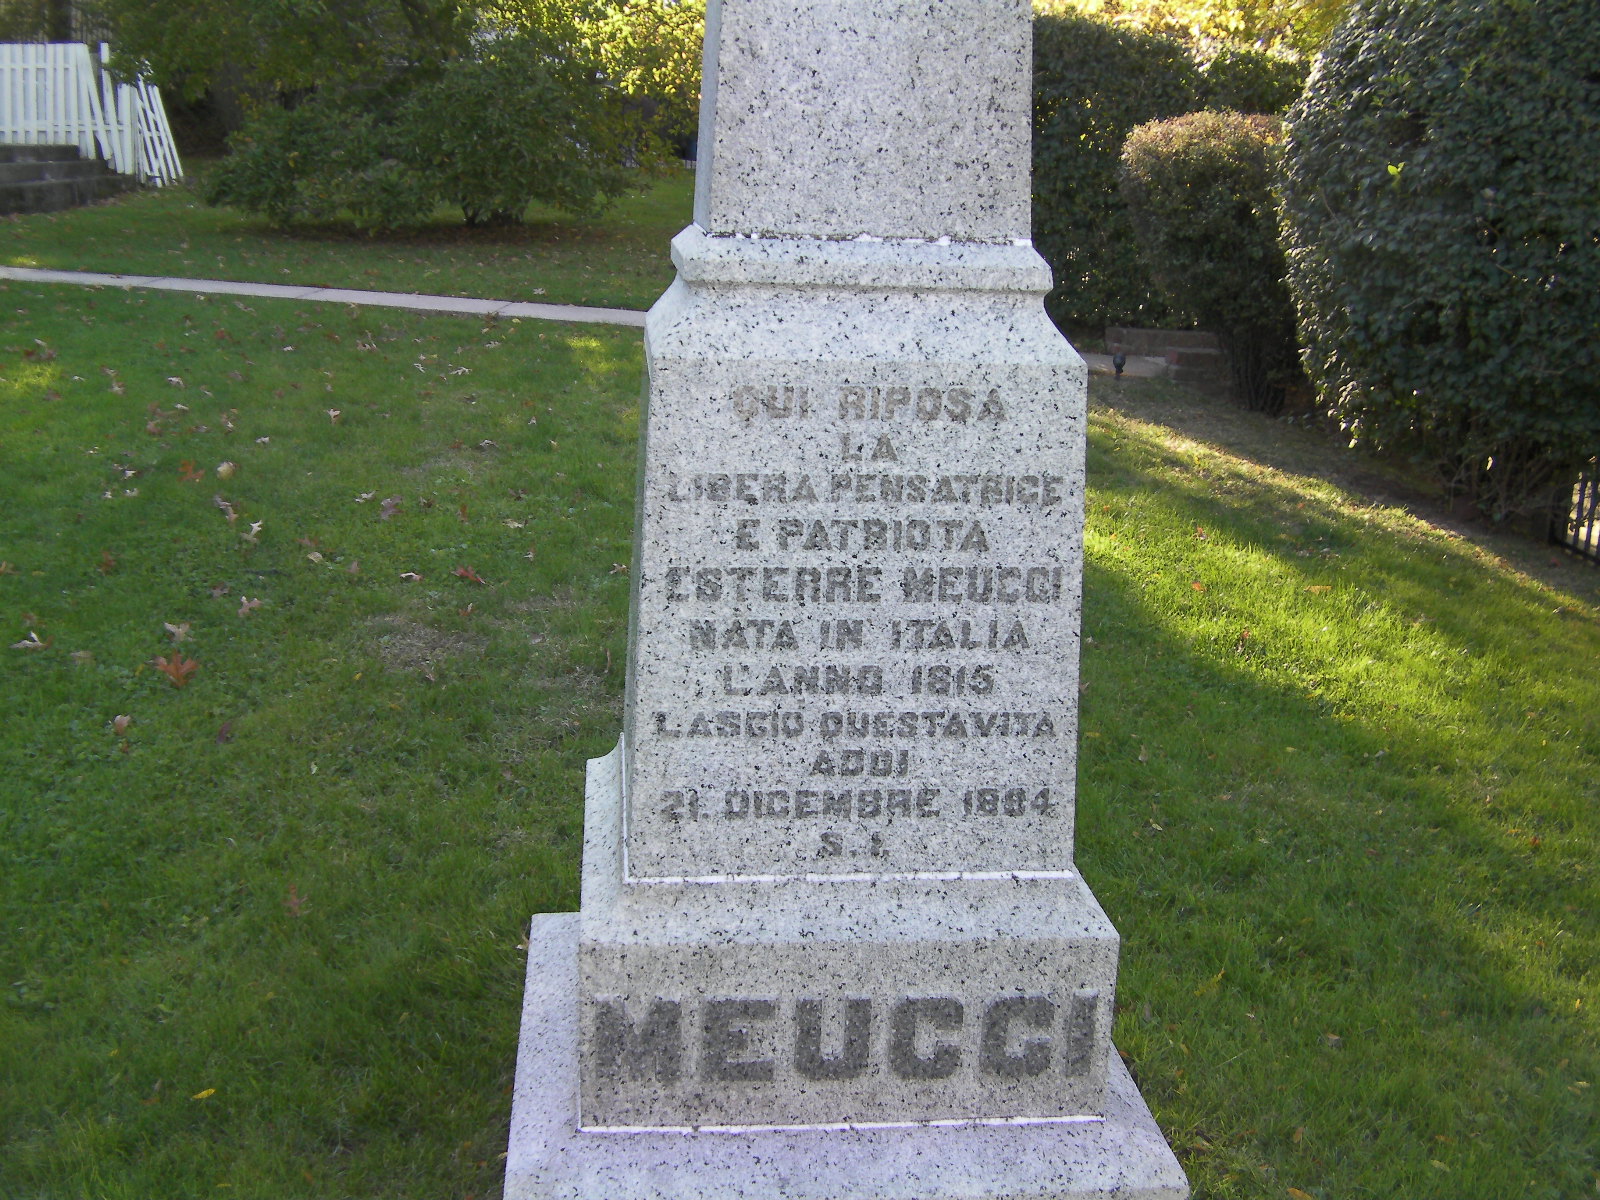 QUI RIPOSA
LA
LIBERA PENSATRICE
E PATRIOTA
ESTERRE MEUCCI
NATA IN ITALIA
L'ANNO 1815
LASCIO QUESTA VITA
ADDI
21. DICEMBRE 1884
S. I.
MEUCCI